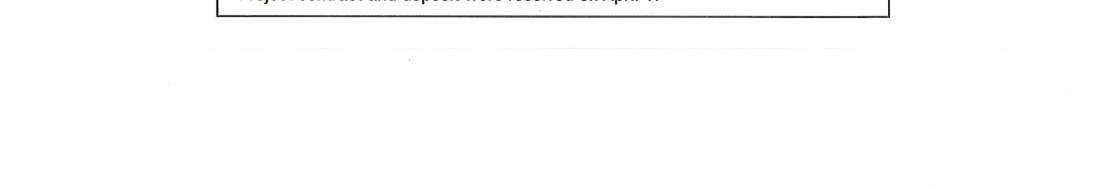 Project contract and deposit were received on April